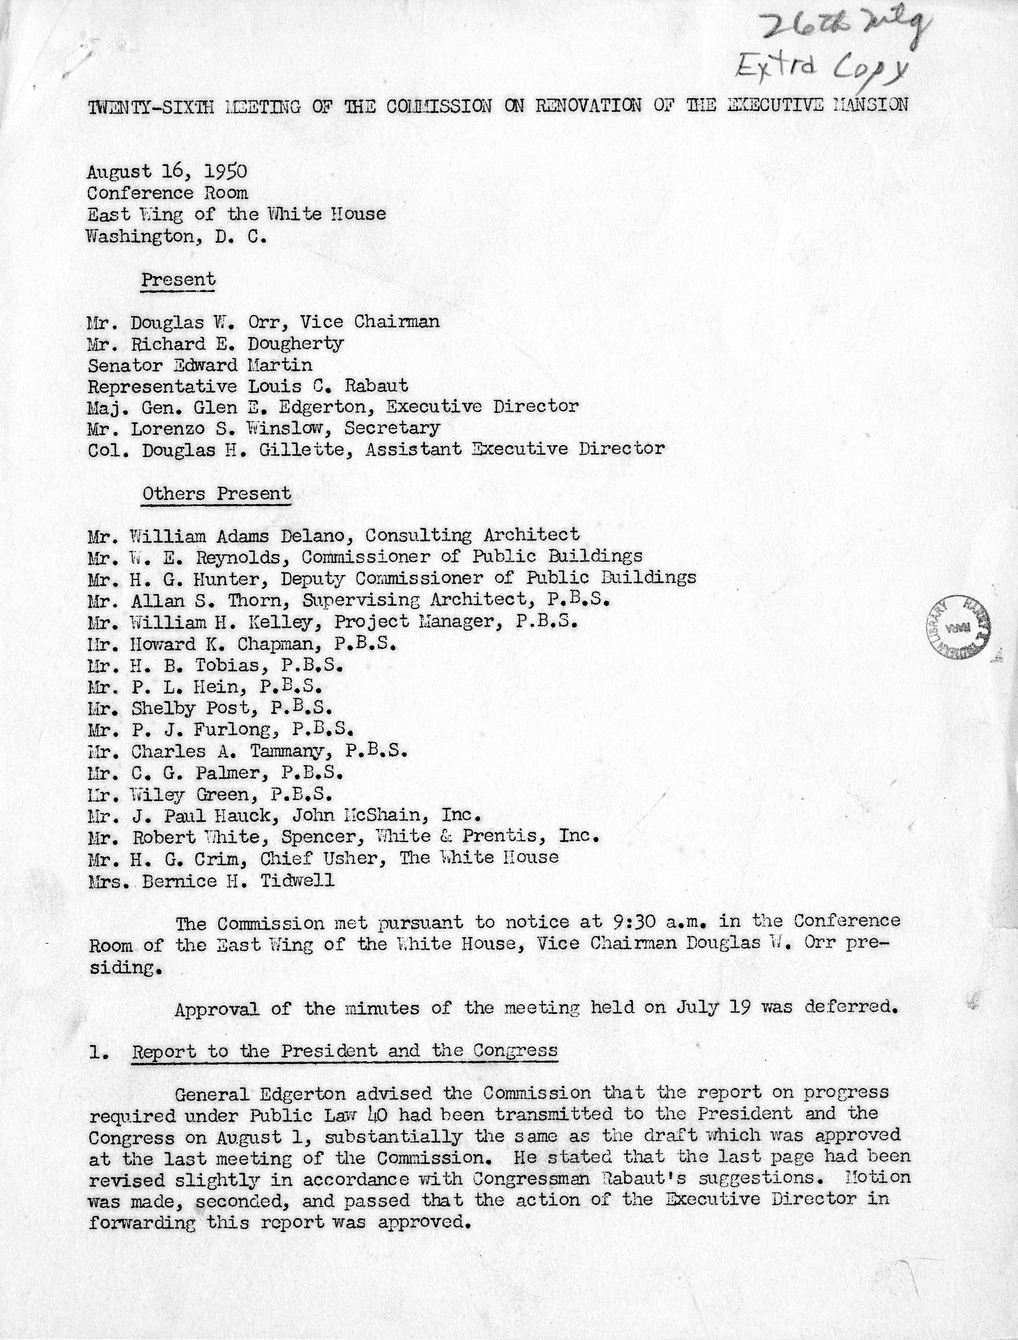 26th Mtg
Extra Copy
TWENTY-SIXTH MEETING OF THE COMMISSION ON RENOVATION OF THE EXECUTIVE MANSION
August 16, 1950
Conference Room
East Wing of the White House
Washington, D. C.
Present
Mr. Douglas W. Orr, Vice Chairman
Mr. Richard E. Dougherty
Senator Edward Martin
Representative Louis C. Rabaut
Maj. Gen. Glen E. Edgerton, Executive Director
Mr. Lorenzo S. Winslow, Secretary
Col. Douglas H. Gillette, Assistant Executive Director
Others Present
Mr. William Adams Delano, Consulting Architect
Mr. W. E. Reynolds, Commissioner of Public Buildings
Mr. H. G. Hunter, Deputy Commissioner of Public Buildings
Mr. Allan S. Thorn, Supervising Architect, P.B.S.
Mr. William H. Kelley, Project Manager, P.B.S.
Mr. Howard K. Chapman, P.B.S.
Mr. H. B. Tobias, P.B.S.
Mr. P. L. Hein, P.B.S.
Mr. Shelby Post, P.B.S.
Mr. P. J. Furlong, P.B.S.
Mr. Charles A. Tammany, P.B.S.
Mr. C. G. Palmer, P.B.S.
Mr. Wiley Green, P.B.S.
Mr. J. Paul Hauck, John McShain, Inc.
Mr. Robert White, Spencer, White & Prentis, Inc.
Mr. H. G. Crim, Chief Usher, The White House
Mrs. Bernice H. Tidwell
HARRY S. TRUMAN LIBRARY
NARA
The Commission met pursuant to notice at 9:30 a.m. in the Conference
Room of the East Wing of the White House, Vice Chairman Douglas W. Orr pre-
siding.
Approval of the minutes of the meeting held on July 19 was deferred.
1. Report to the President and the Congress
General Edgerton advised the Commission that the report on progress
required under Public Law 40 had been transmitted to the President and the
Congress on August 1, substantially the same as the draft which was approved
at the last meeting of the Commission. He stated that the last page had been
revised slightly in accordance with Congressman Rabaut's suggestions. Motion
was made, seconded, and passed that the action of the Executive Director in
forwarding this report was approved.